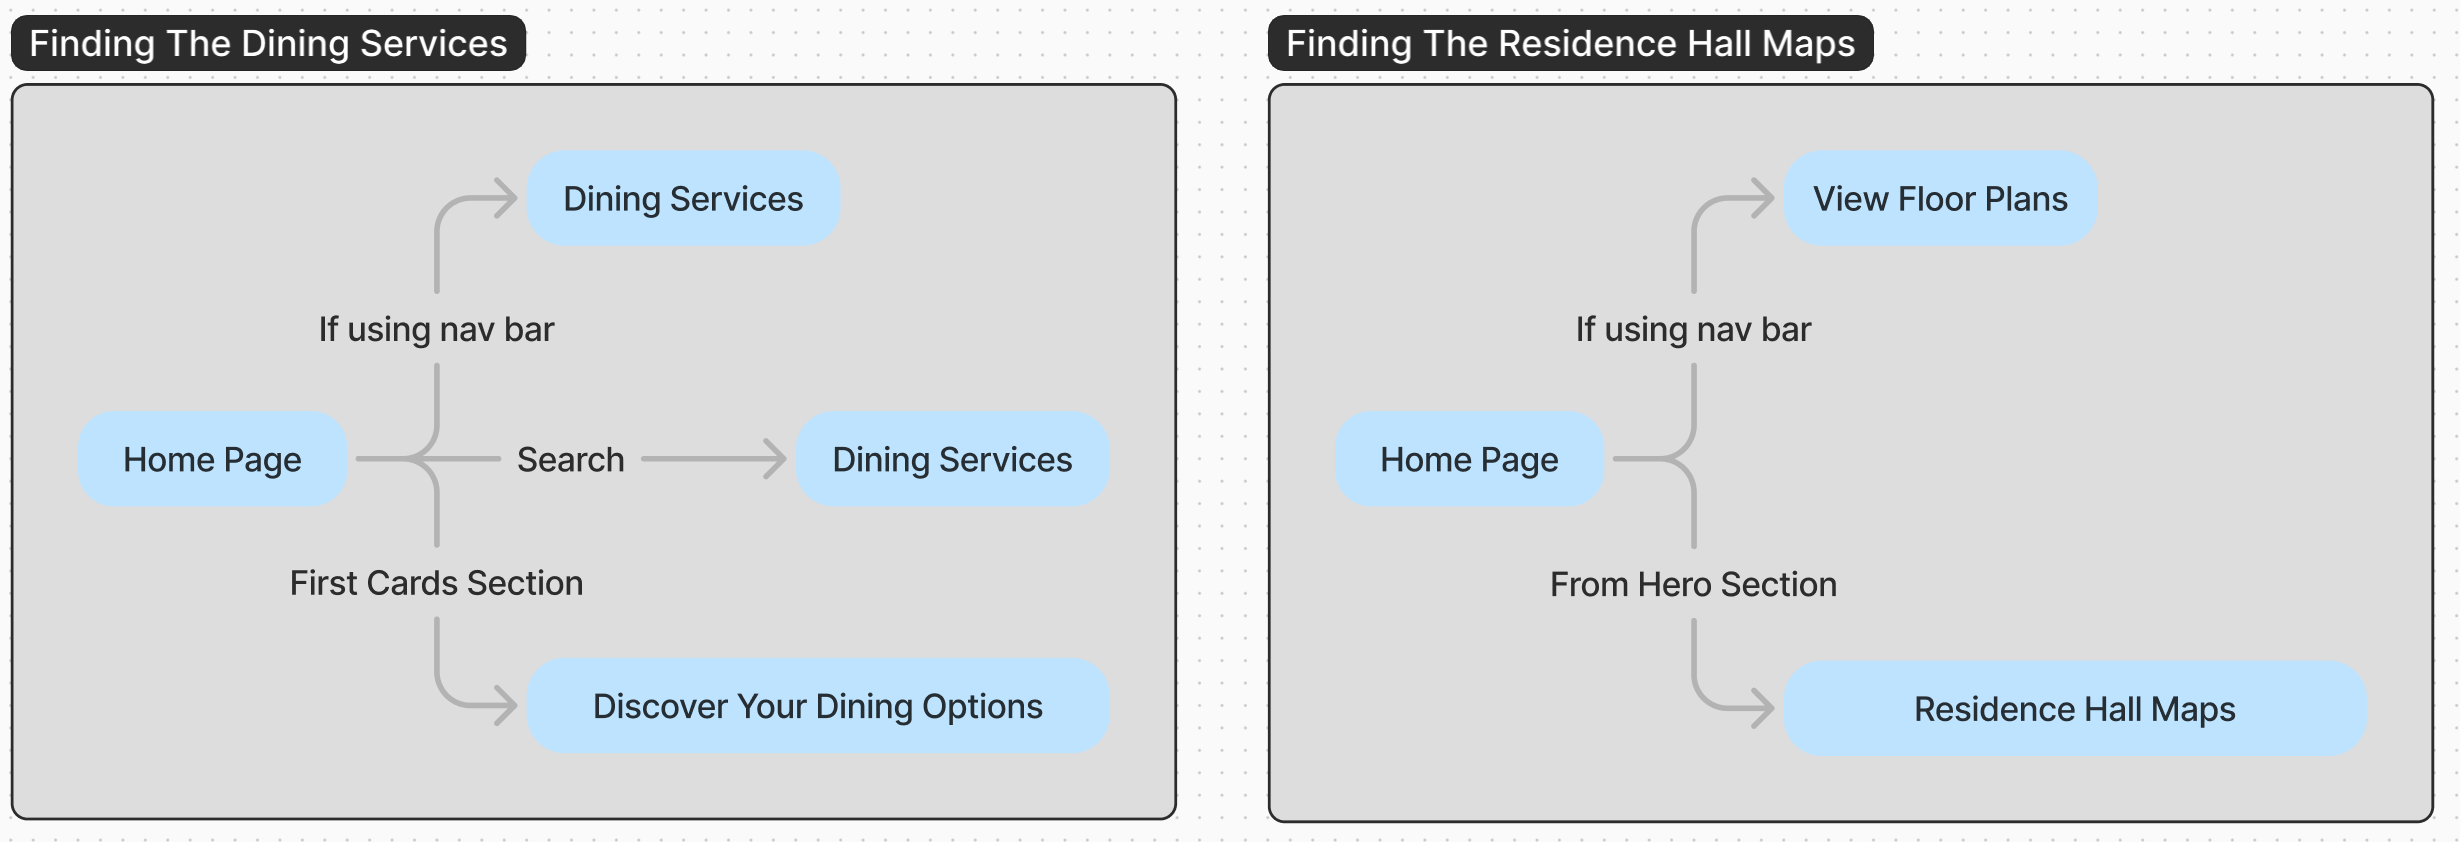 Finding The Dining Services
Dining Services
If using nav bar
Home Page
Search
Dining Services
First Cards Section
Discover Your Dining Options
Finding The Residence Hall Maps
View Floor Plans
If using nav bar
Home Page
From Hero Section
Residence Hall Maps